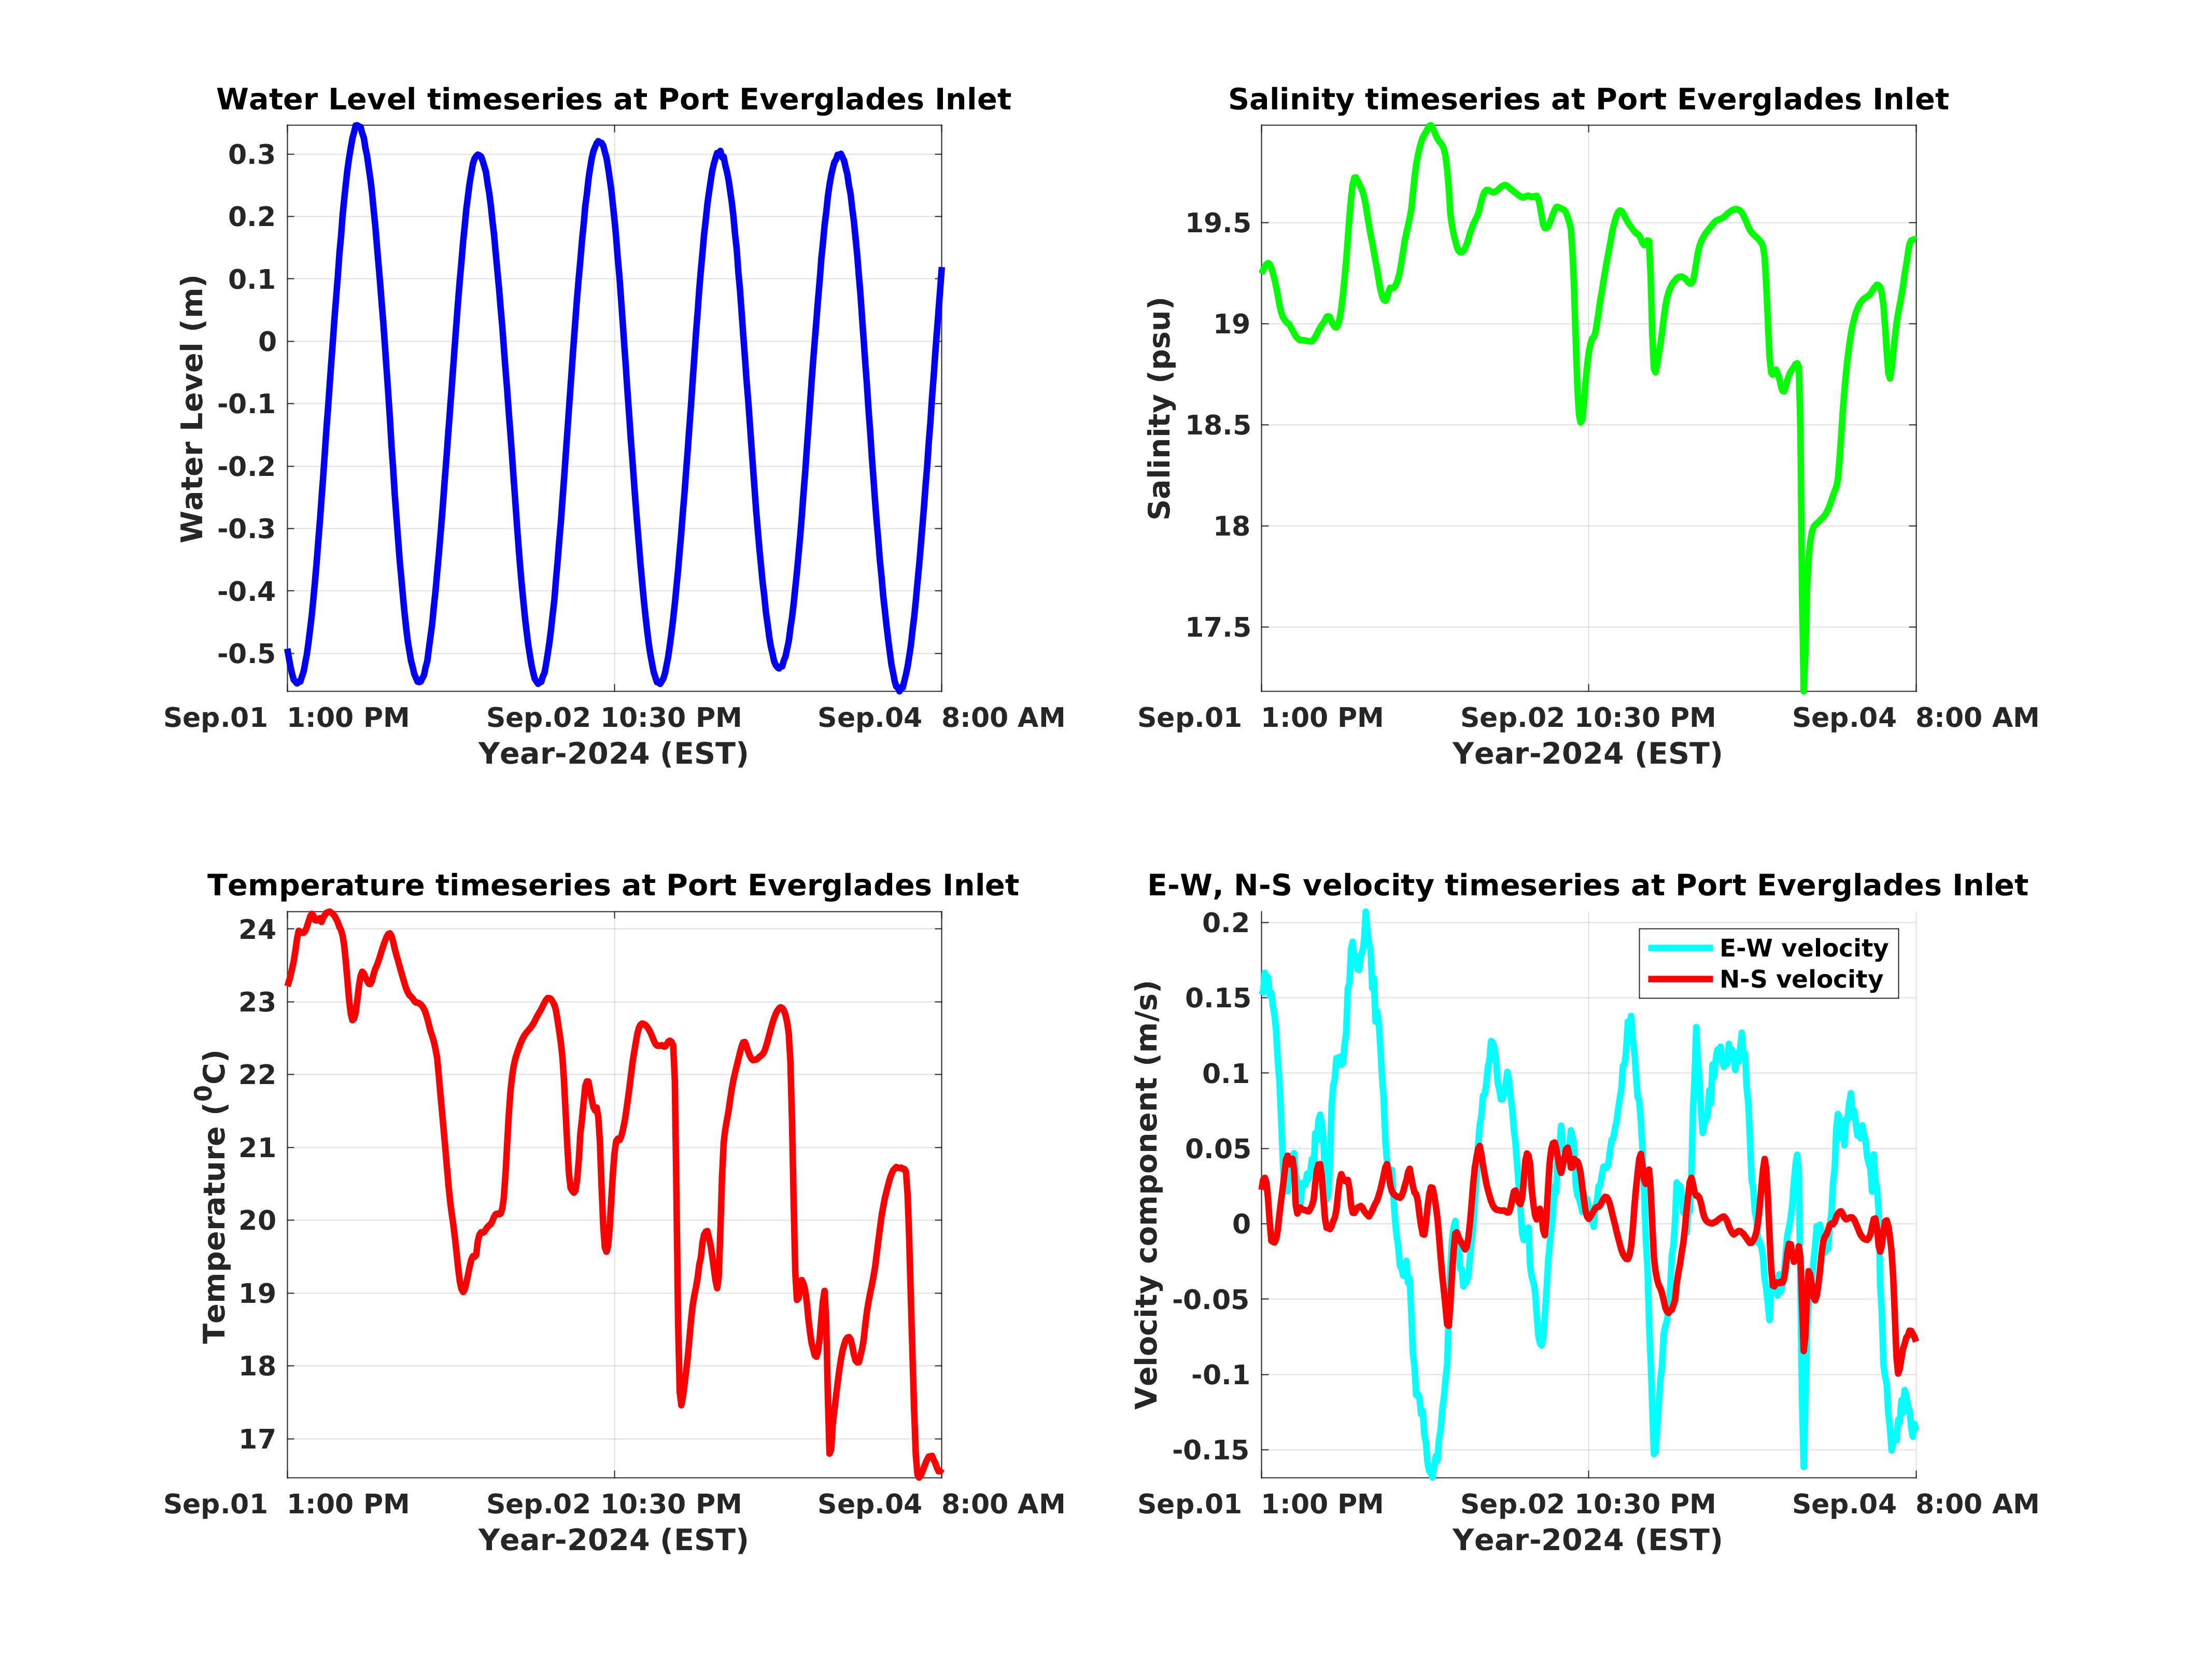 Water Level timeseries at Port Everglades Inlet
0.3
0.2
0.1
0
-0.1
-0.2
-0.3
-0.4
-0.5
Water Level (m)
Sep.01 1:00 PM Sep.02 10:30 PM Sep.04 8:00 AM
Year-2024 (EST)
Salinity timeseries at Port Everglades Inlet
19.5
19
18.5
18
17.5
Salinity (psu)
Sep.01 1:00 PM Sep.02 10:30 PM Sep.04 8:00 AM
Year-2024 (EST)
Temperature timeseries at Port Everglades Inlet
24
23
22
21
20
19
18
17
Temperature (⁰C)
Sep.01 1:00 PM Sep.02 10:30 PM Sep.04 8:00 AM
Year-2024 (EST)
E-W, N-S velocity timeseries at Port Everglades Inlet
0.2
0.15
0.1
0.05
0
-0.05
-0.1
-0.15
Velocity component (m/s)
E-W velocity
N-S velocity
Sep.01 1:00 PM Sep.02 10:30 PM Sep.04 8:00 AM
Year-2024 (EST)